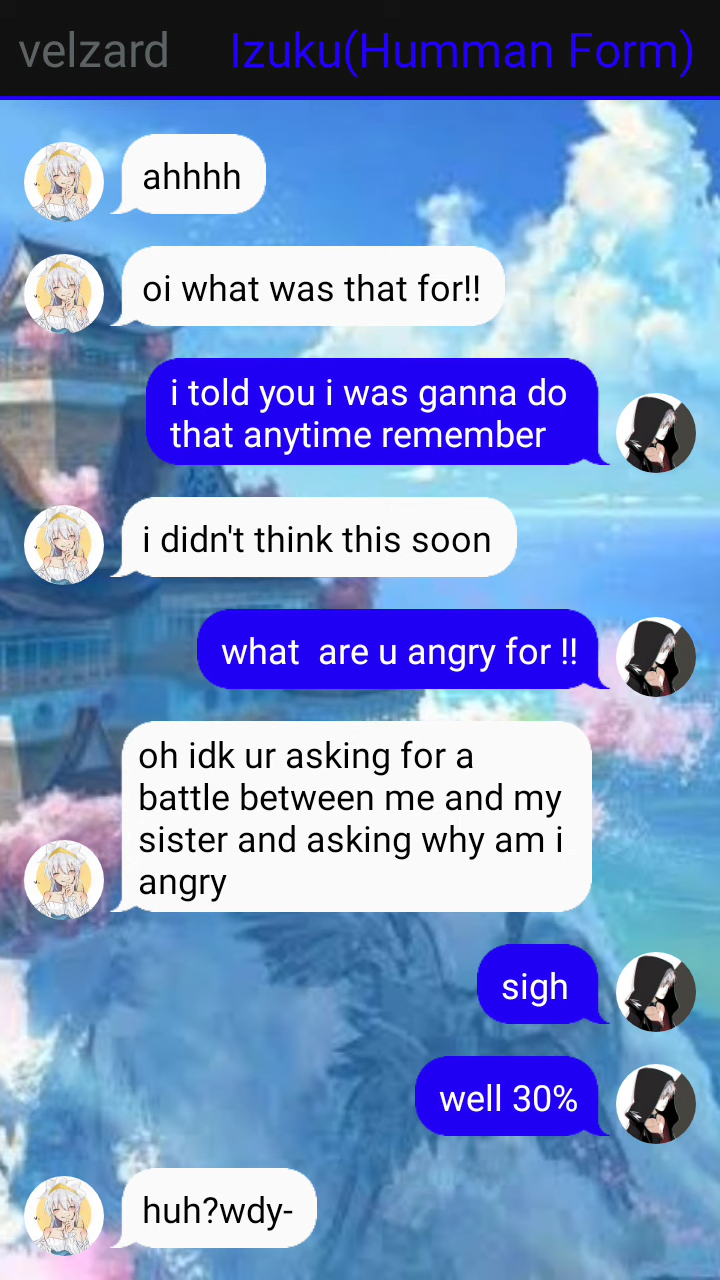 velzard Izuku(Humman Form)
ahhhh
oi what was that for!!
i told you i was ganna do
that anytime remember
i didn't think this soon
what  are u angry for !!
oh idk ur asking for a
battle between me and my
sister and asking why am i
angry
sigh
well 30%
huh?wdy-